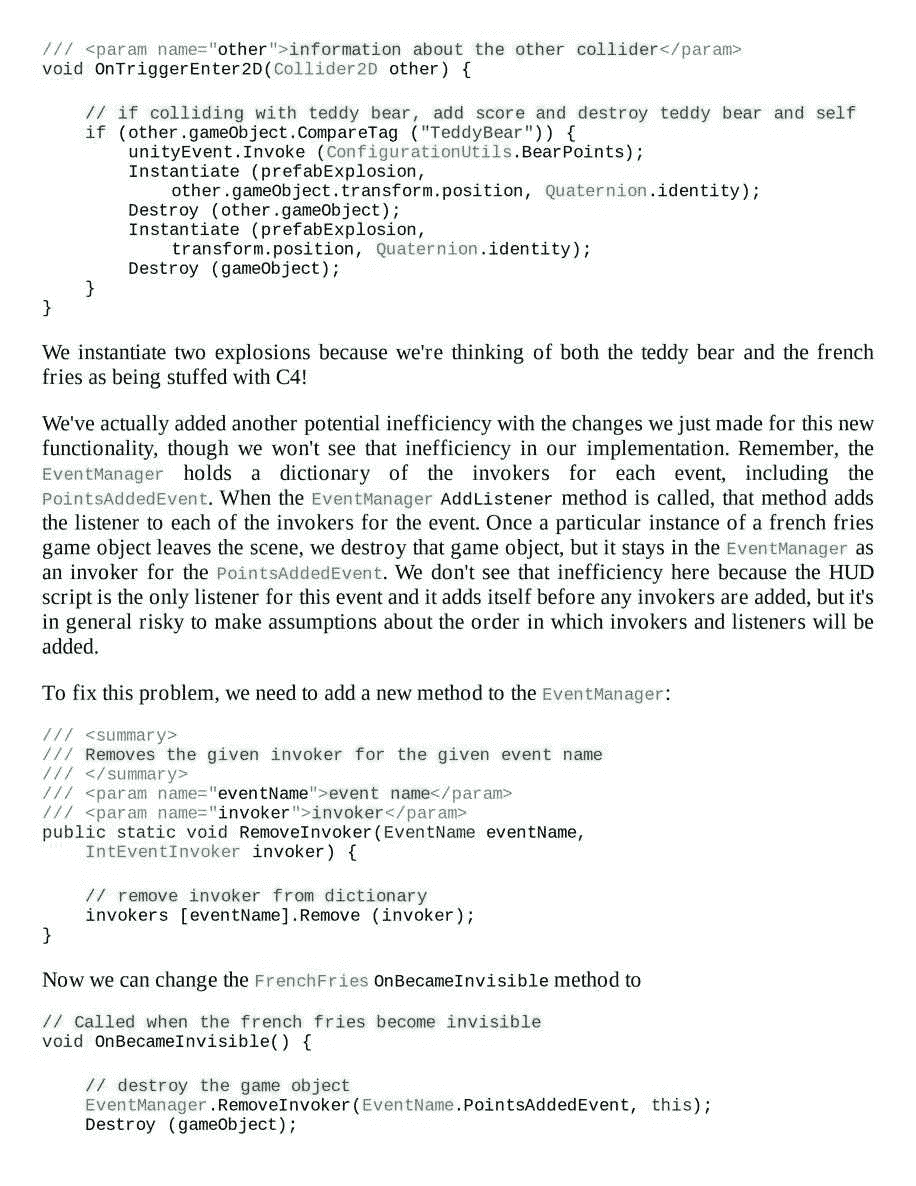 /// <param name="other">information about the other collider</param>
void OnTriggerEnter2D(Collider2D other) {
// if colliding with teddy bear, add score and destroy teddy bear and self
if (other.gameObject.CompareTag ("TeddyBear")) {
unityEvent.Invoke (ConfigurationUtils.BearPoints);
Instantiate (prefabExplosion,
other.gameObject.transform.position, Quaternion.identity);
Destroy (other.gameObject);
Instantiate (prefabExplosion,
transform.position, Quaternion.identity);
Destroy (gameObject);
}
}
We instantiate two explosions because we're thinking of both the teddy bear and the french
fries as being stuffed with C4!
We've actually added another potential inefficiency with the changes we just made for this new
functionality, though we won't see that inefficiency in our implementation. Remember, the
EventManager holds a dictionary of the invokers for each event, including the
PointsAddedEvent. When the EventManager AddListener method is called, that method adds
the listener to each of the invokers for the event. Once a particular instance of a french fries
game object leaves the scene, we destroy that game object, but it stays in the EventManager as
an invoker for the PointsAddedEvent. We don't see that inefficiency here because the HUD
script is the only listener for this event and it adds itself before any invokers are added, but it's
in general risky to make assumptions about the order in which invokers and listeners will be
added.
To fix this problem, we need to add a new method to the EventManager:
/// <summary>
/// Removes the given invoker for the given event name
/// </summary>
/// <param name="eventName">event name</param>
/// <param name="invoker">invoker</param>
public static void RemoveInvoker(EventName eventName,
IntEventInvoker invoker) {
// remove invoker from dictionary
invokers [eventName].Remove (invoker);
}
Now we can change the FrenchFries OnBecameInvisible method to
// Called when the french fries become invisible
void OnBecameInvisible() {
// destroy the game object
EventManager.RemoveInvoker(EventName.PointsAddedEvent, this);
Destroy (gameObject);